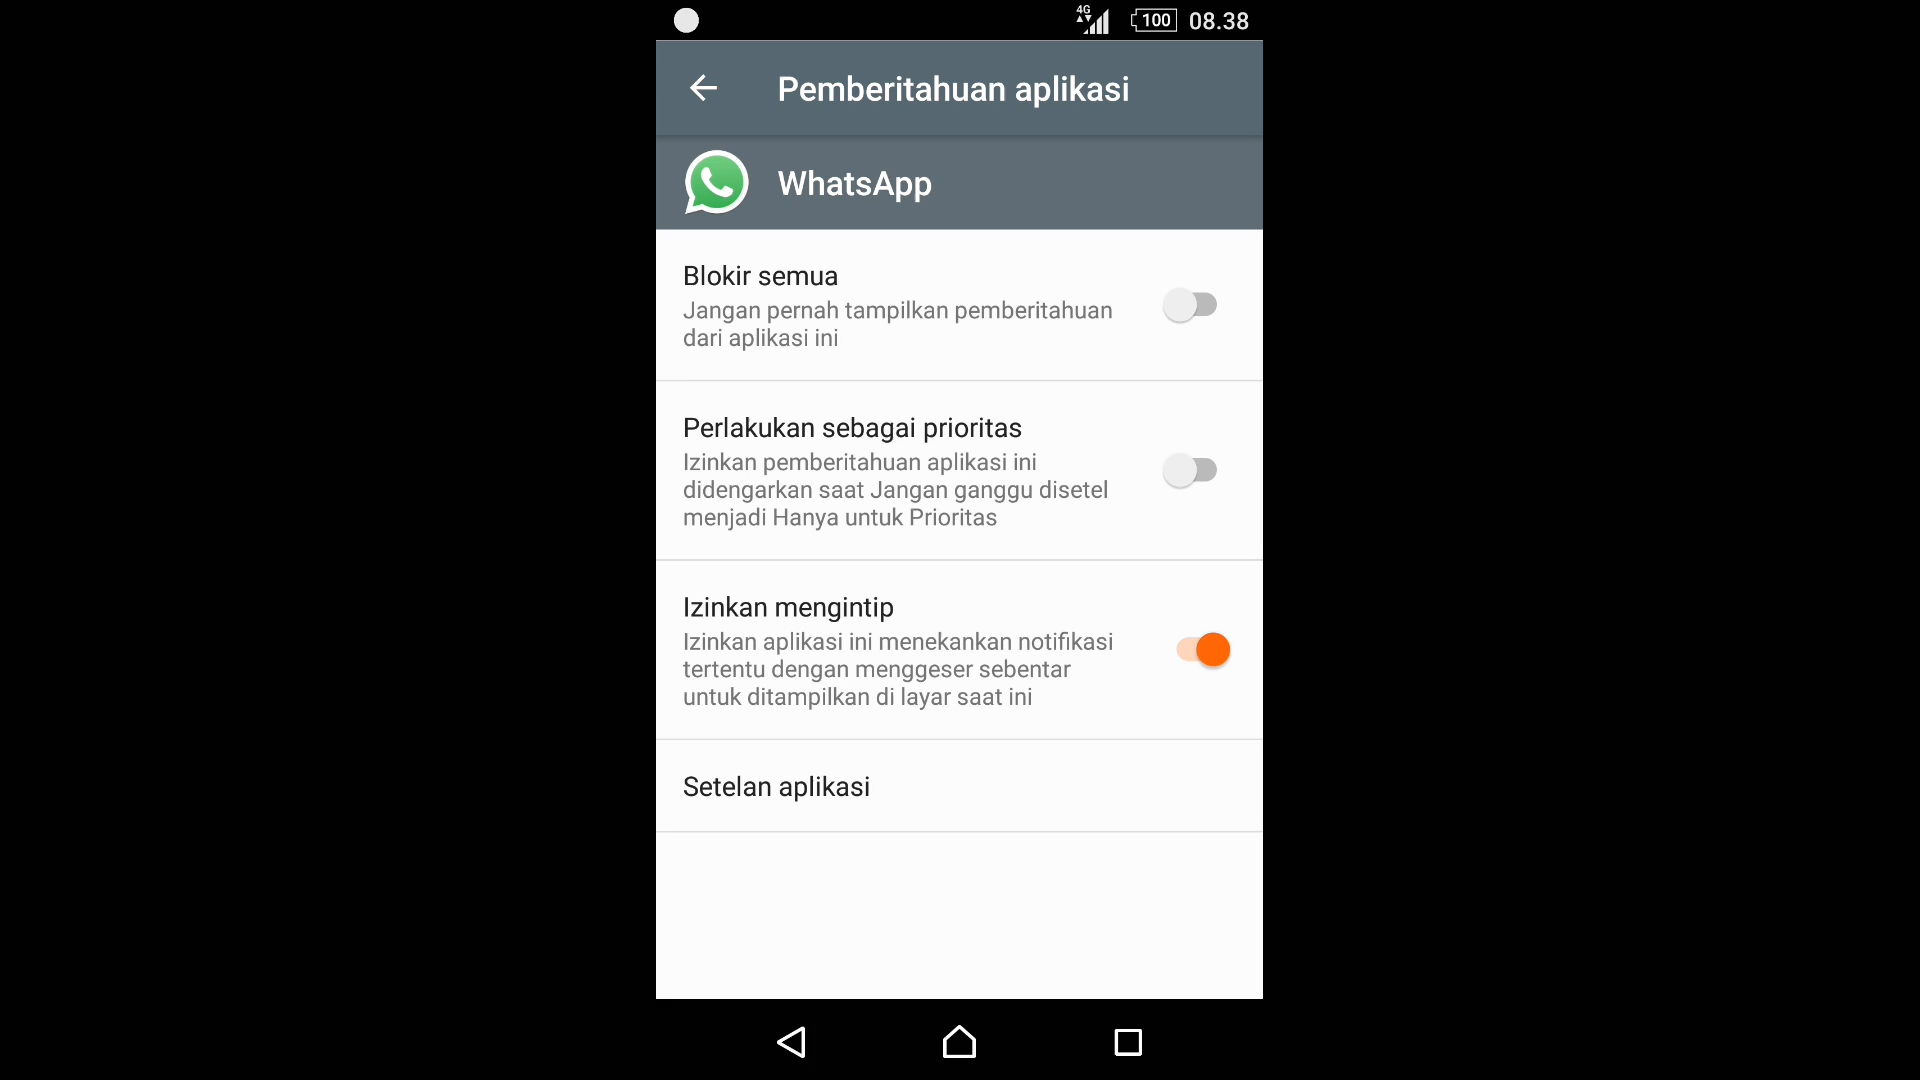 4G 100 08.38
Pemberitahuan aplikasi
WhatsApp
Blokir semua
Jangan pernah tampilkan pemberitahuan
dari aplikasi ini
Perlakukan sebagai prioritas
Izinkan pemberitahuan aplikasi ini
didengarkan saat Jangan ganggu disetel
menjadi Hanya untuk Prioritas
Izinkan mengintip
Izinkan aplikasi ini menekankan notifikasi
tertentu dengan menggeser sebentar
untuk ditampilkan di layar saat ini
Setelan aplikasi